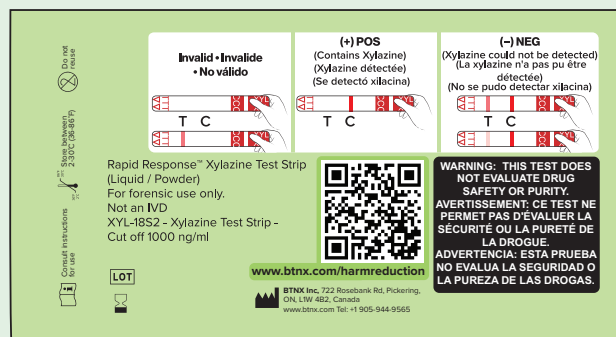 Do not
reuse
Store between
2-30°C (36-86°F)
Consult instructions
for use
Invalid • Invalide
• No válido
T C
(+) POS
(Contains Xylazine)
(Xylazine détectée)
(Se detectó xilacina)
T C
(-) NEG
(Xylazine could not be detected)
(La xylazine n'a pas pu être
détectée)
(No se pudo detectar xilacina)
T C
Rapid Response™ Xylazine Test Strip
(Liquid / Powder)
For forensic use only.
Not an IVD
XYL-18S2 - Xylazine Test Strip -
Cut off 1000 ng/ml
LOT
www.btnx.com/harmreduction
BTNX Inc, 722 Rosebank Rd, Pickering,
ON, L1W 4B2, Canada
www.btnx.com Tel: +1 905-944-9565
WARNING: THIS TEST DOES
NOT EVALUATE DRUG
SAFETY OR PURITY.
AVERTISSEMENT: CE TEST NE
PERMET PAS D'ÉVALUER LA
SÉCURITÉ OU LA PURETÉ DE
LA DROGUE.
ADVERTENCIA: ESTA PRUEBA
NO EVALUA LA SEGURIDAD O
LA PUREZA DE LAS DROGAS.